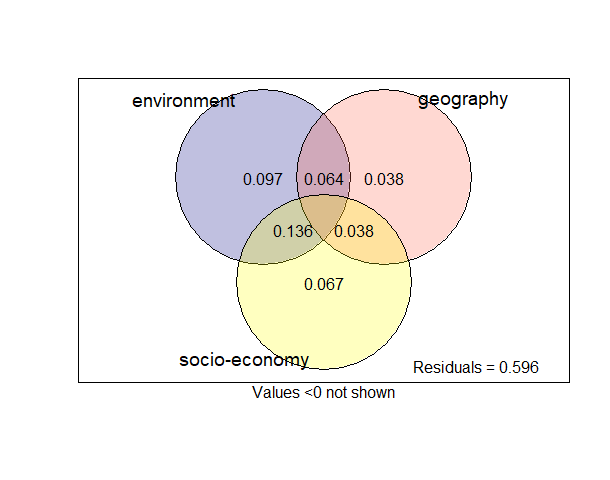 environment
geography
0.097
0.064
0.038
0.136
0.038
0.067
socio-economy
Residuals = 0.596
Values <0 not shown